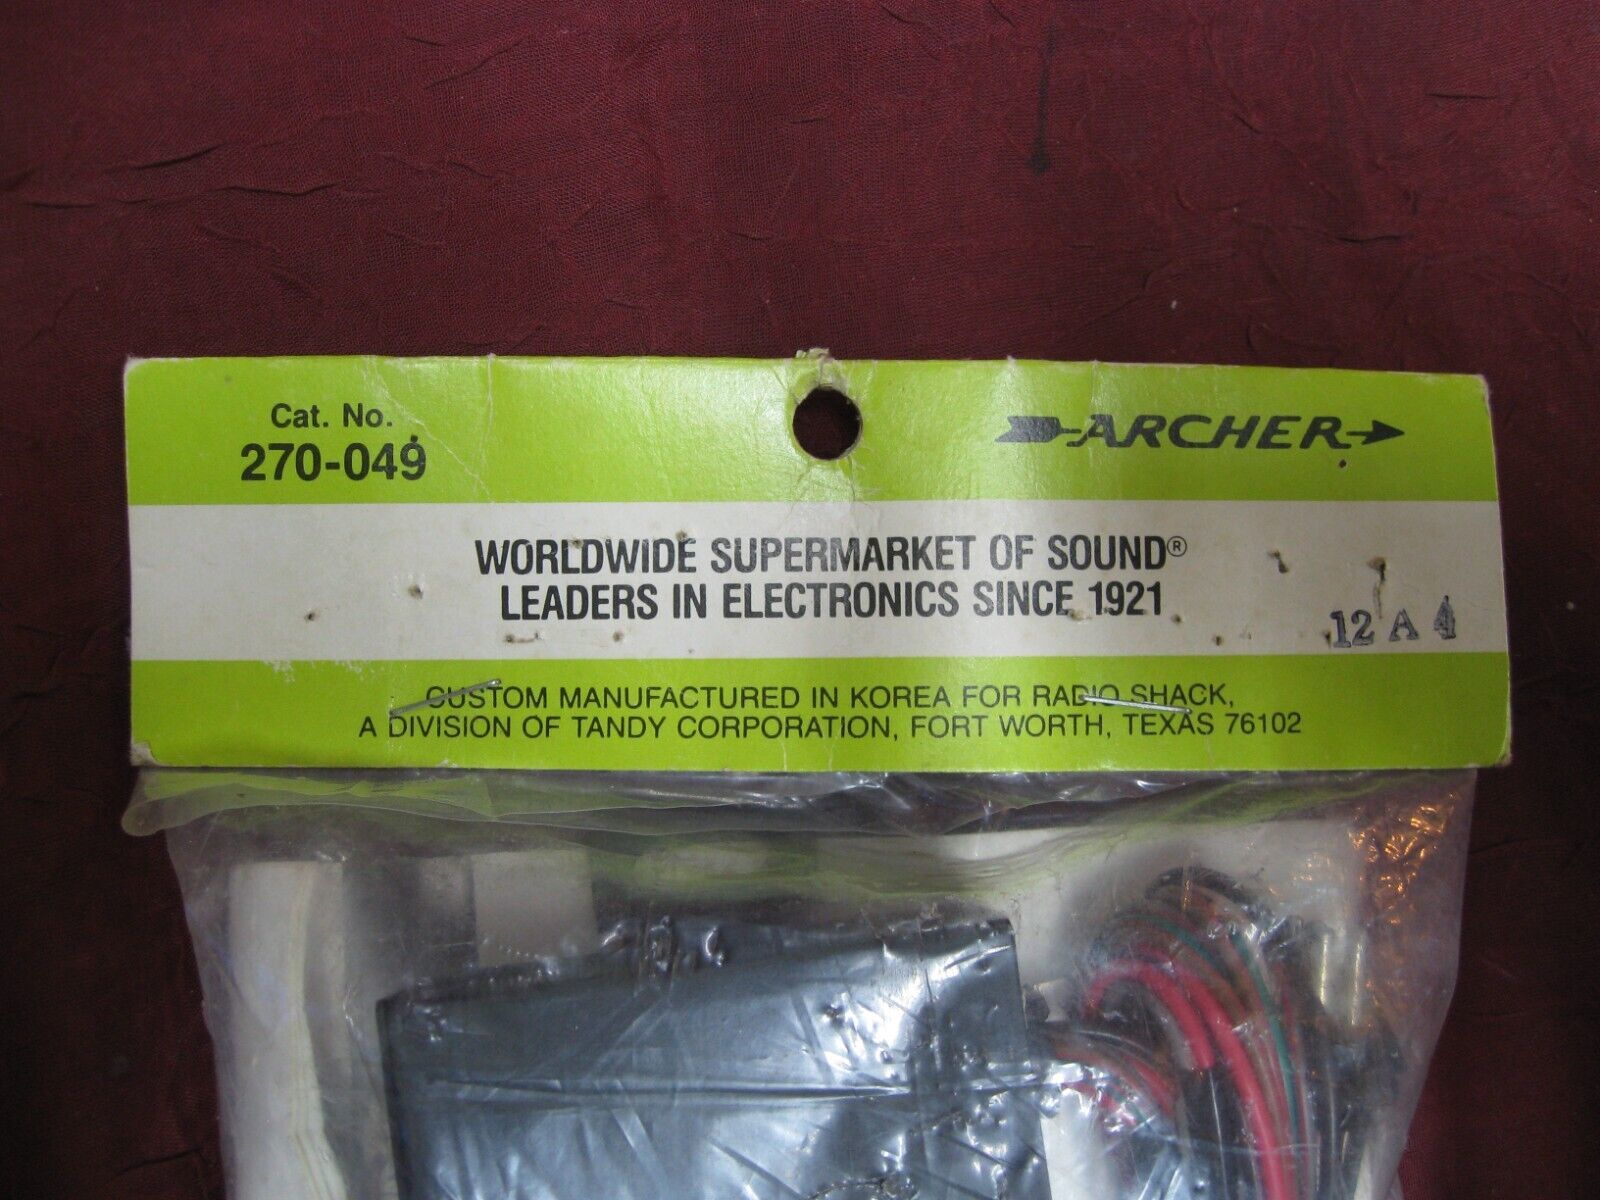 Cat. No.
270-049
ARCHER
WORLDWIDE SUPERMARKET OF SOUND®
LEADERS IN ELECTRONICS SINCE 1921
12 A 4
CUSTOM MANUFACTURED IN KOREA FOR RADIO SHACK,
A DIVISION OF TANDY CORPORATION, FORT WORTH, TEXAS 76102